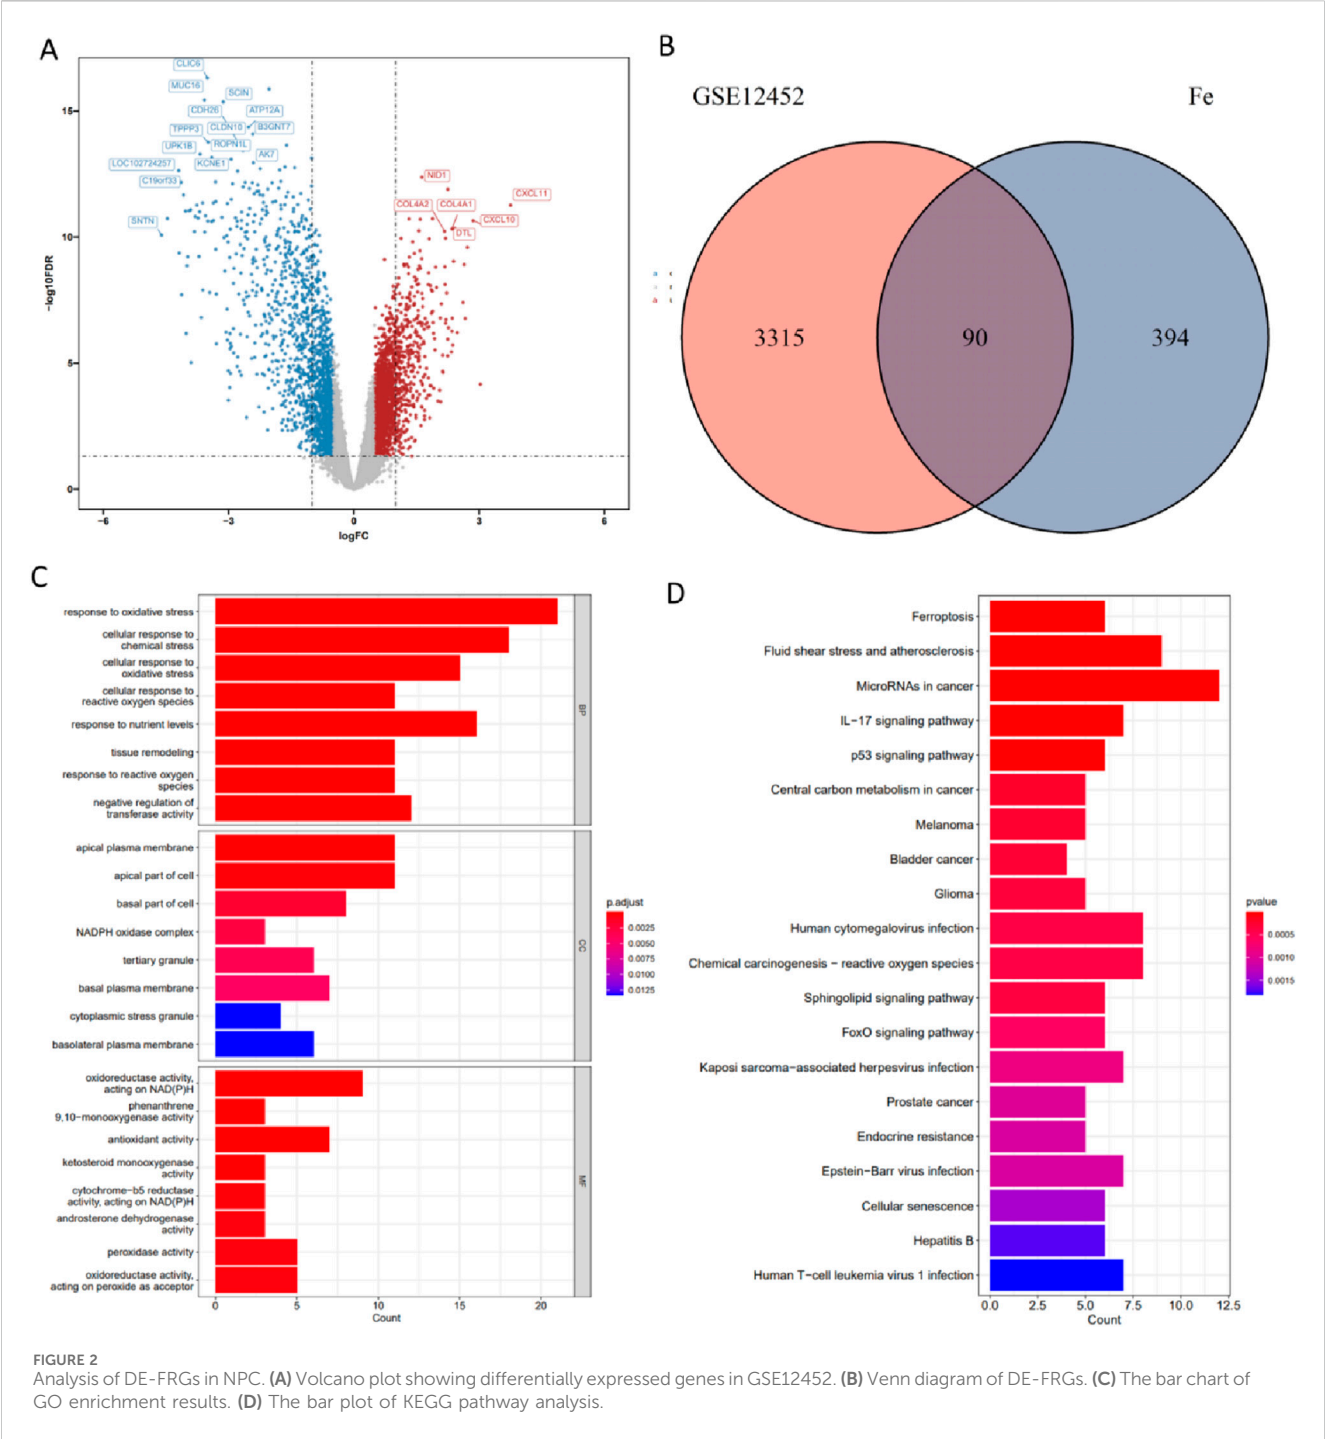 A
CLIC6
MUC16
SCIN
CDH26
ATP12A
CLDN10
B3GNT7
TPPP3
ROPN1L
UPK1B
AK7
LOC102724257
KCNE1
C19orf33
SNTN
NID1
CXCL11
COL4A2
COL4A1
CXCL10
DTL
15
10
5
0
-log10FDR
-6
-3
0
3
6
logFC
B
GSE12452
Fe
3315
90
394
C
response to oxidative stress
cellular response to
chemical stress
cellular response to
oxidative stress
cellular response to
reactive oxygen species
response to nutrient levels
tissue remodeling
response to reactive oxygen
species
negative regulation of
transferase activity
BP
apical plasma membrane
apical part of cell
basal part of cell
NADPH oxidase complex
tertiary granule
basal plasma membrane
cytoplasmic stress granule
basolateral plasma membrane
CC
oxidoreductase activity,
acting on NAD(P)H
phenanthrene
9,10-monooxygenase activity
antioxidant activity
ketosteroid monooxygenase
activity
cytochrome-b5 reductase
activity, acting on NAD(P)H
androsterone dehydrogenase
activity
peroxidase activity
oxidoreductase activity,
acting on peroxide as acceptor
MF
0
5
10
15
20
Count
p.adjust
0.0025
0.0050
0.0075
0.0100
0.0125
D
Ferroptosis
Fluid shear stress and atherosclerosis
MicroRNAs in cancer
IL-17 signaling pathway
p53 signaling pathway
Central carbon metabolism in cancer
Melanoma
Bladder cancer
Glioma
Human cytomegalovirus infection
Chemical carcinogenesis - reactive oxygen species
Sphingolipid signaling pathway
FoxO signaling pathway
Kaposi sarcoma-associated herpesvirus infection
Prostate cancer
Endocrine resistance
Epstein-Barr virus infection
Cellular senescence
Hepatitis B
Human T-cell leukemia virus 1 infection
0.0
2.5
5.0
7.5
10.0
12.5
Count
pvalue
0.0005
0.0010
0.0015
FIGURE 2
Analysis of DE-FRGs in NPC. (A) Volcano plot showing differentially expressed genes in GSE12452. (B) Venn diagram of DE-FRGs. (C) The bar chart of
GO enrichment results. (D) The bar plot of KEGG pathway analysis.